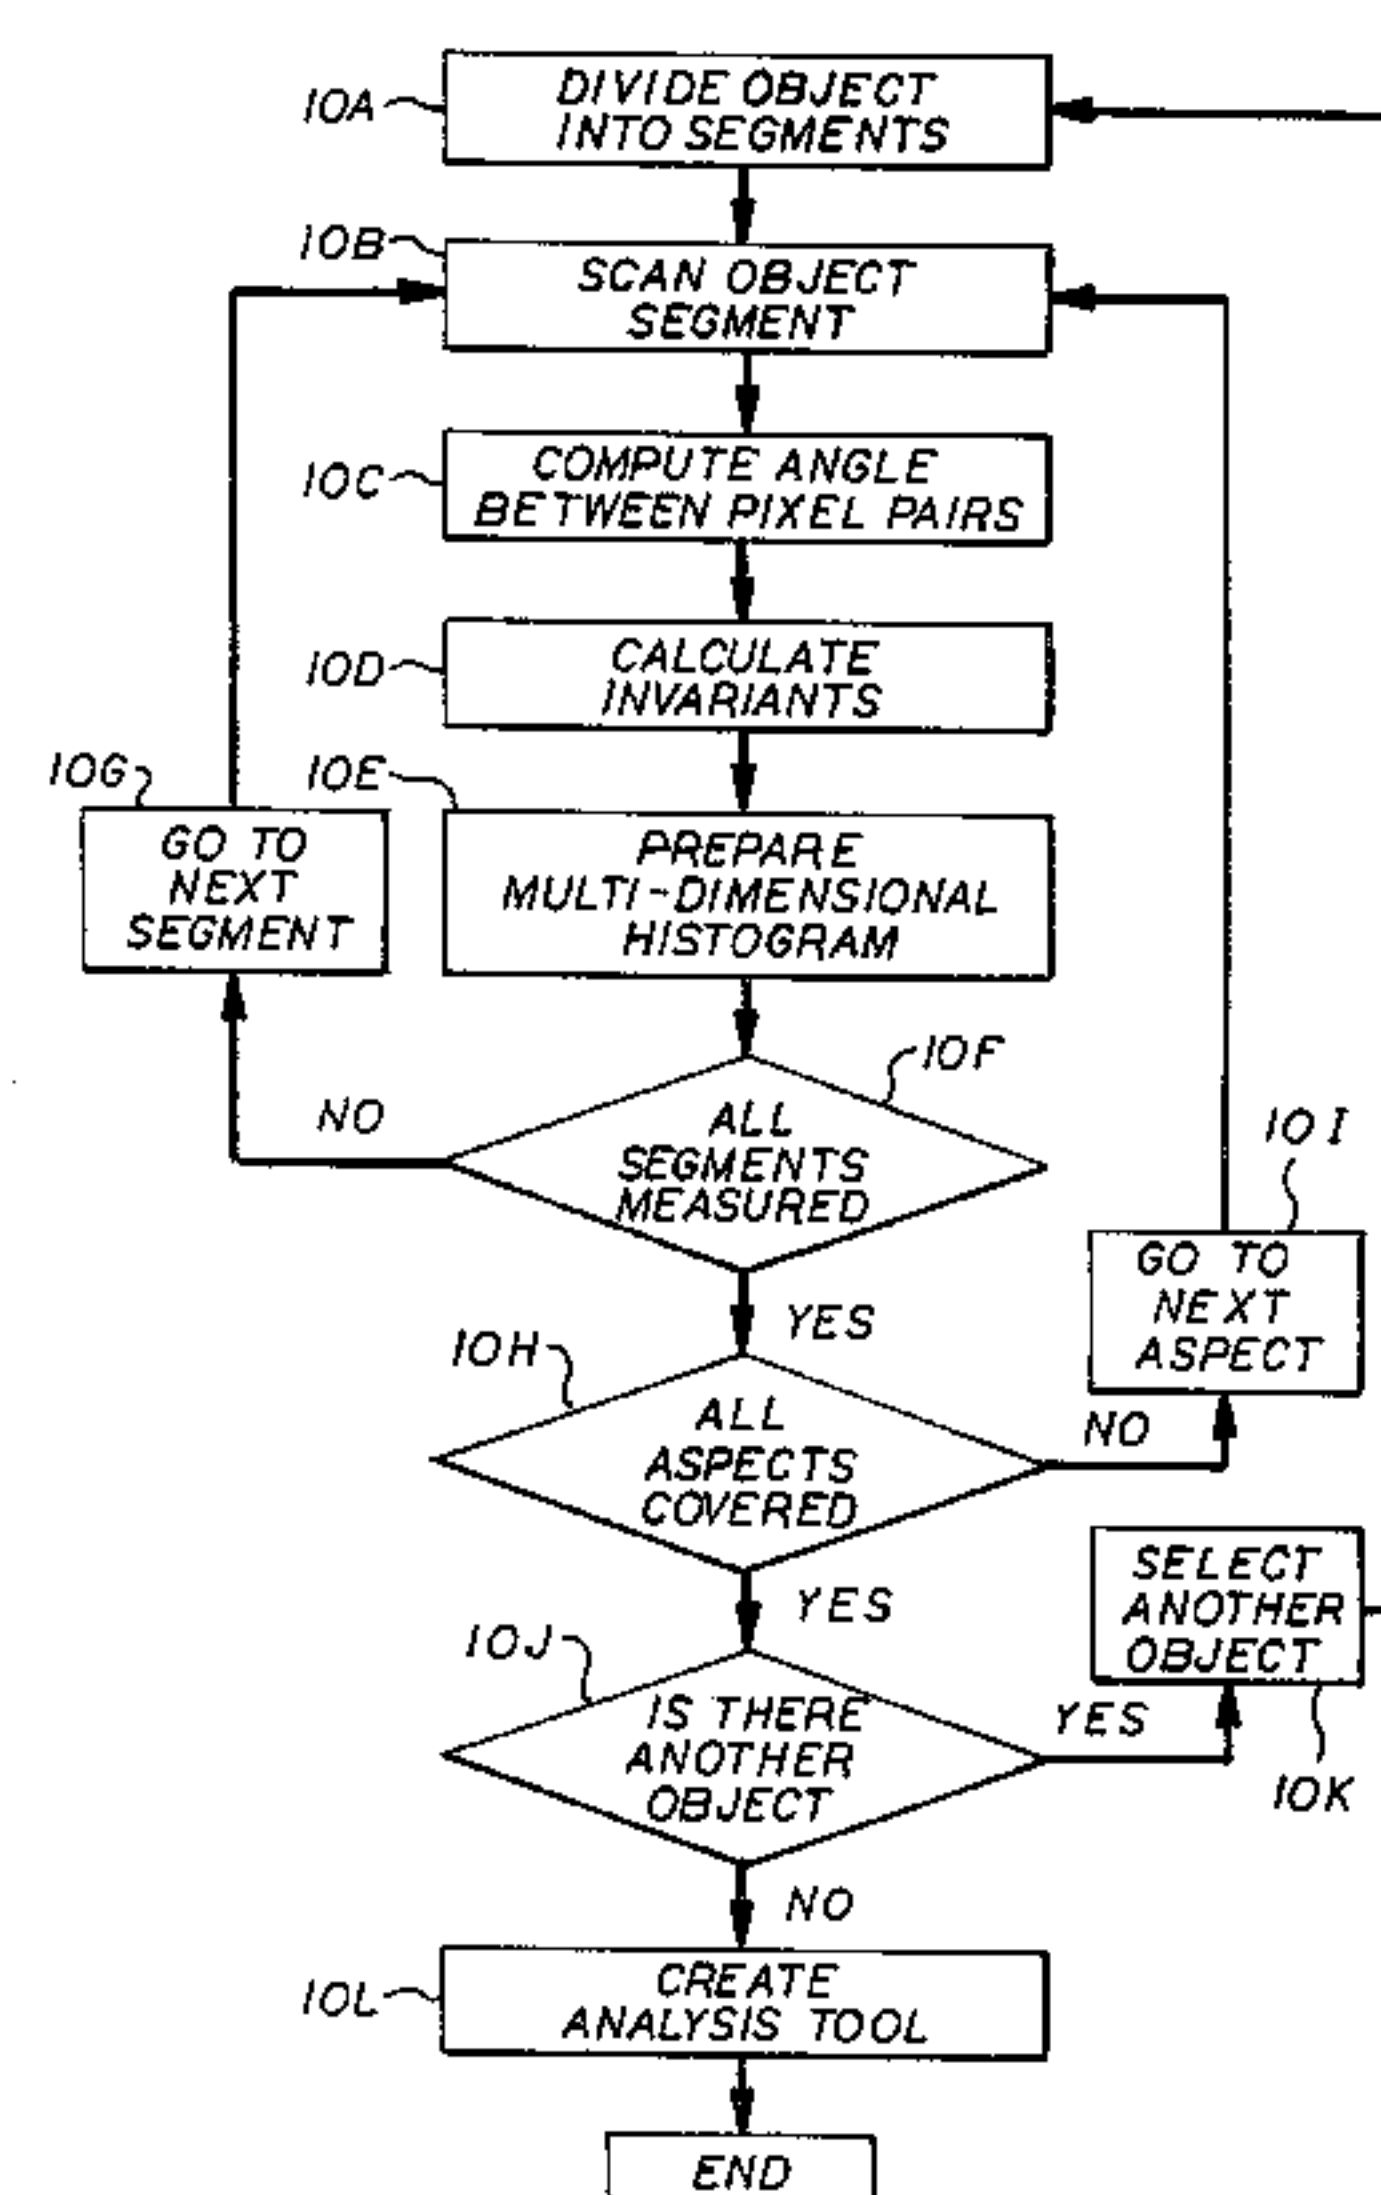 10A
DIVIDE OBJECT
INTO SEGMENTS
10B
SCAN OBJECT
SEGMENT
10C
COMPUTE ANGLE
BETWEEN PIXEL PAIRS
10D
CALCULATE
INVARIANTS
10G
GO TO
NEXT
SEGMENT
10E
PREPARE
MULTI-DIMENSIONAL
HISTOGRAM
10F
NO
ALL
SEGMENTS
MEASURED
10I
GO TO
NEXT
ASPECT
YES
10H
ALL
ASPECTS
COVERED
NO
YES
SELECT
ANOTHER
OBJECT
10J
IS THERE
ANOTHER
OBJECT
YES
10K
NO
10L
CREATE
ANALYSIS TOOL
END